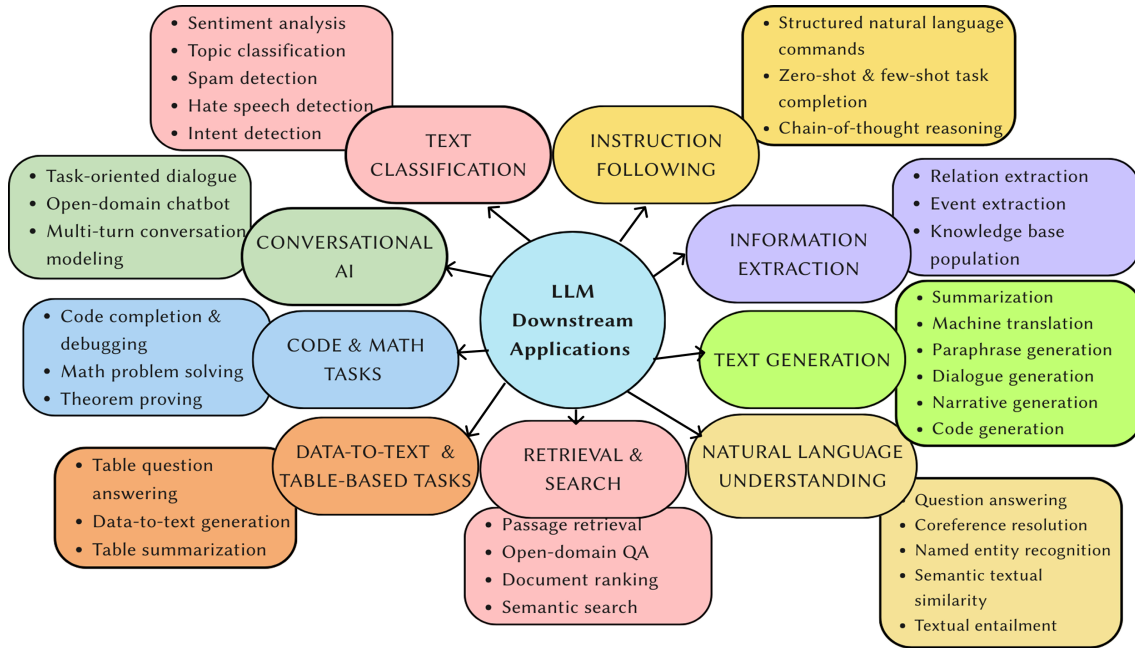 • Sentiment analysis
• Topic classification
• Spam detection
• Hate speech detection
• Intent detection
TEXT
CLASSIFICATION
• Structured natural language
commands
• Zero-shot & few-shot task
completion
• Chain-of-thought reasoning
INSTRUCTION
FOLLOWING
• Task-oriented dialogue
• Open-domain chatbot
• Multi-turn conversation
modeling
CONVERSATIONAL
AI
• Relation extraction
• Event extraction
• Knowledge base
population
INFORMATION
EXTRACTION
LLM
Downstream
Applications
• Code completion &
debugging
• Math problem solving
• Theorem proving
CODE & MATH
TASKS
• Summarization
• Machine translation
• Paraphrase generation
• Dialogue generation
• Narrative generation
• Code generation
TEXT GENERATION
• Table question
answering
• Data-to-text generation
• Table summarization
DATA-TO-TEXT &
TABLE-BASED TASKS
RETRIEVAL &
SEARCH
• Passage retrieval
• Open-domain QA
• Document ranking
• Semantic search
NATURAL LANGUAGE
UNDERSTANDING
• Question answering
• Coreference resolution
• Named entity recognition
• Semantic textual
similarity
• Textual entailment